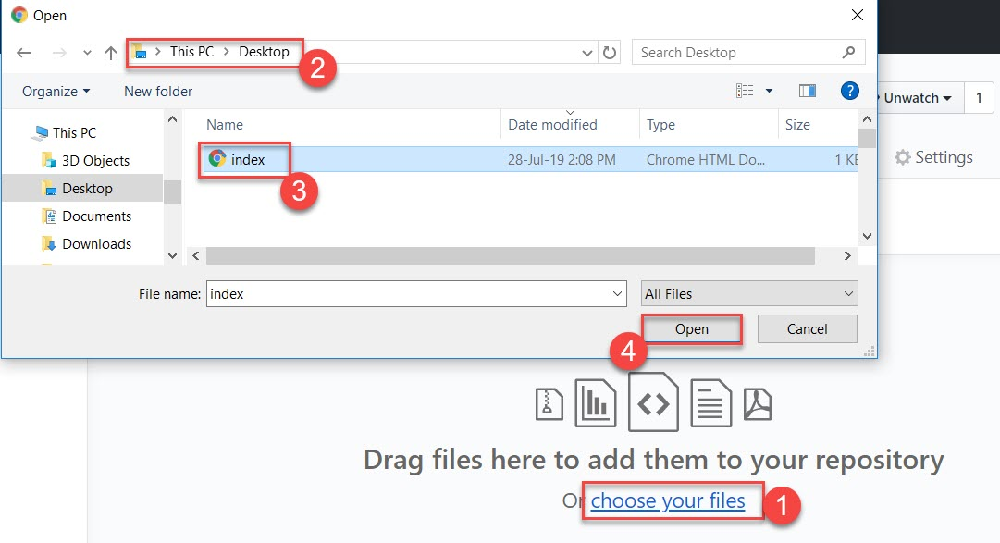 Open
This PC > Desktop
2
Search Desktop
Organize
New folder
?
Unwatch
1
Name
Date modified
Type
Size
This PC
3D Objects
Desktop
Documents
Downloads
index
28-Jul-19 2:08 PM
Chrome HTML Do...
1 KB
3
Settings
File name:
index
All Files
Open
Cancel
4
Drag files here to add them to your repository
Or choose your files
1